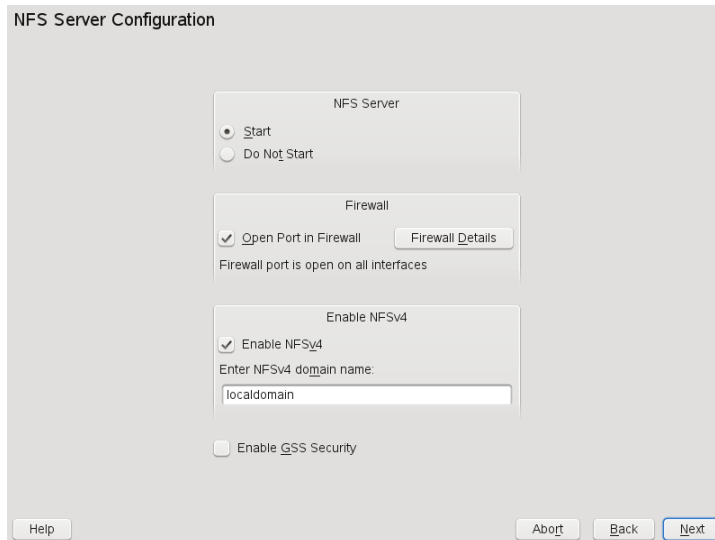 NFS Server Configuration
NFS Server
Start
Do Not Start
Firewall
Open Port in Firewall
Firewall Details
Firewall port is open on all interfaces
Enable NFSv4
Enable NFSv4
Enter NFSv4 domain name:
localdomain
Enable GSS Security
Help
Abort
Back
Next